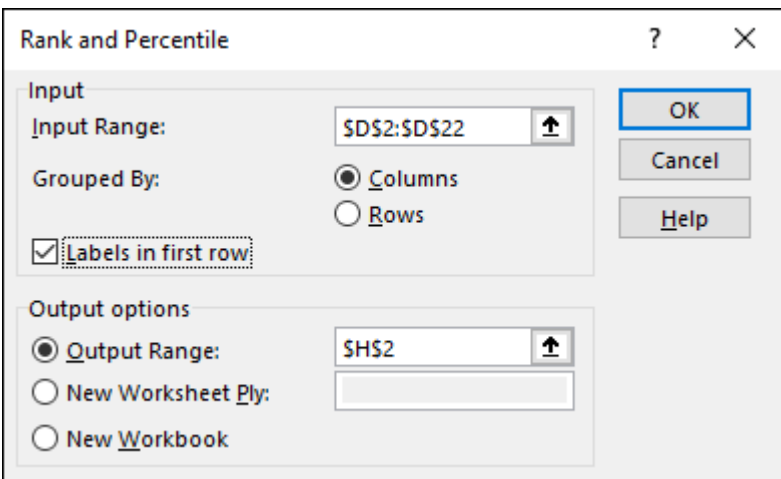 Rank and Percentile ?
Input
Input Range: $D$2:$D$22
Grouped By: Columns
Rows
Labels in first row
OK
Cancel
Help
Output options
Output Range: $H$2
New Worksheet Ply:
New Workbook